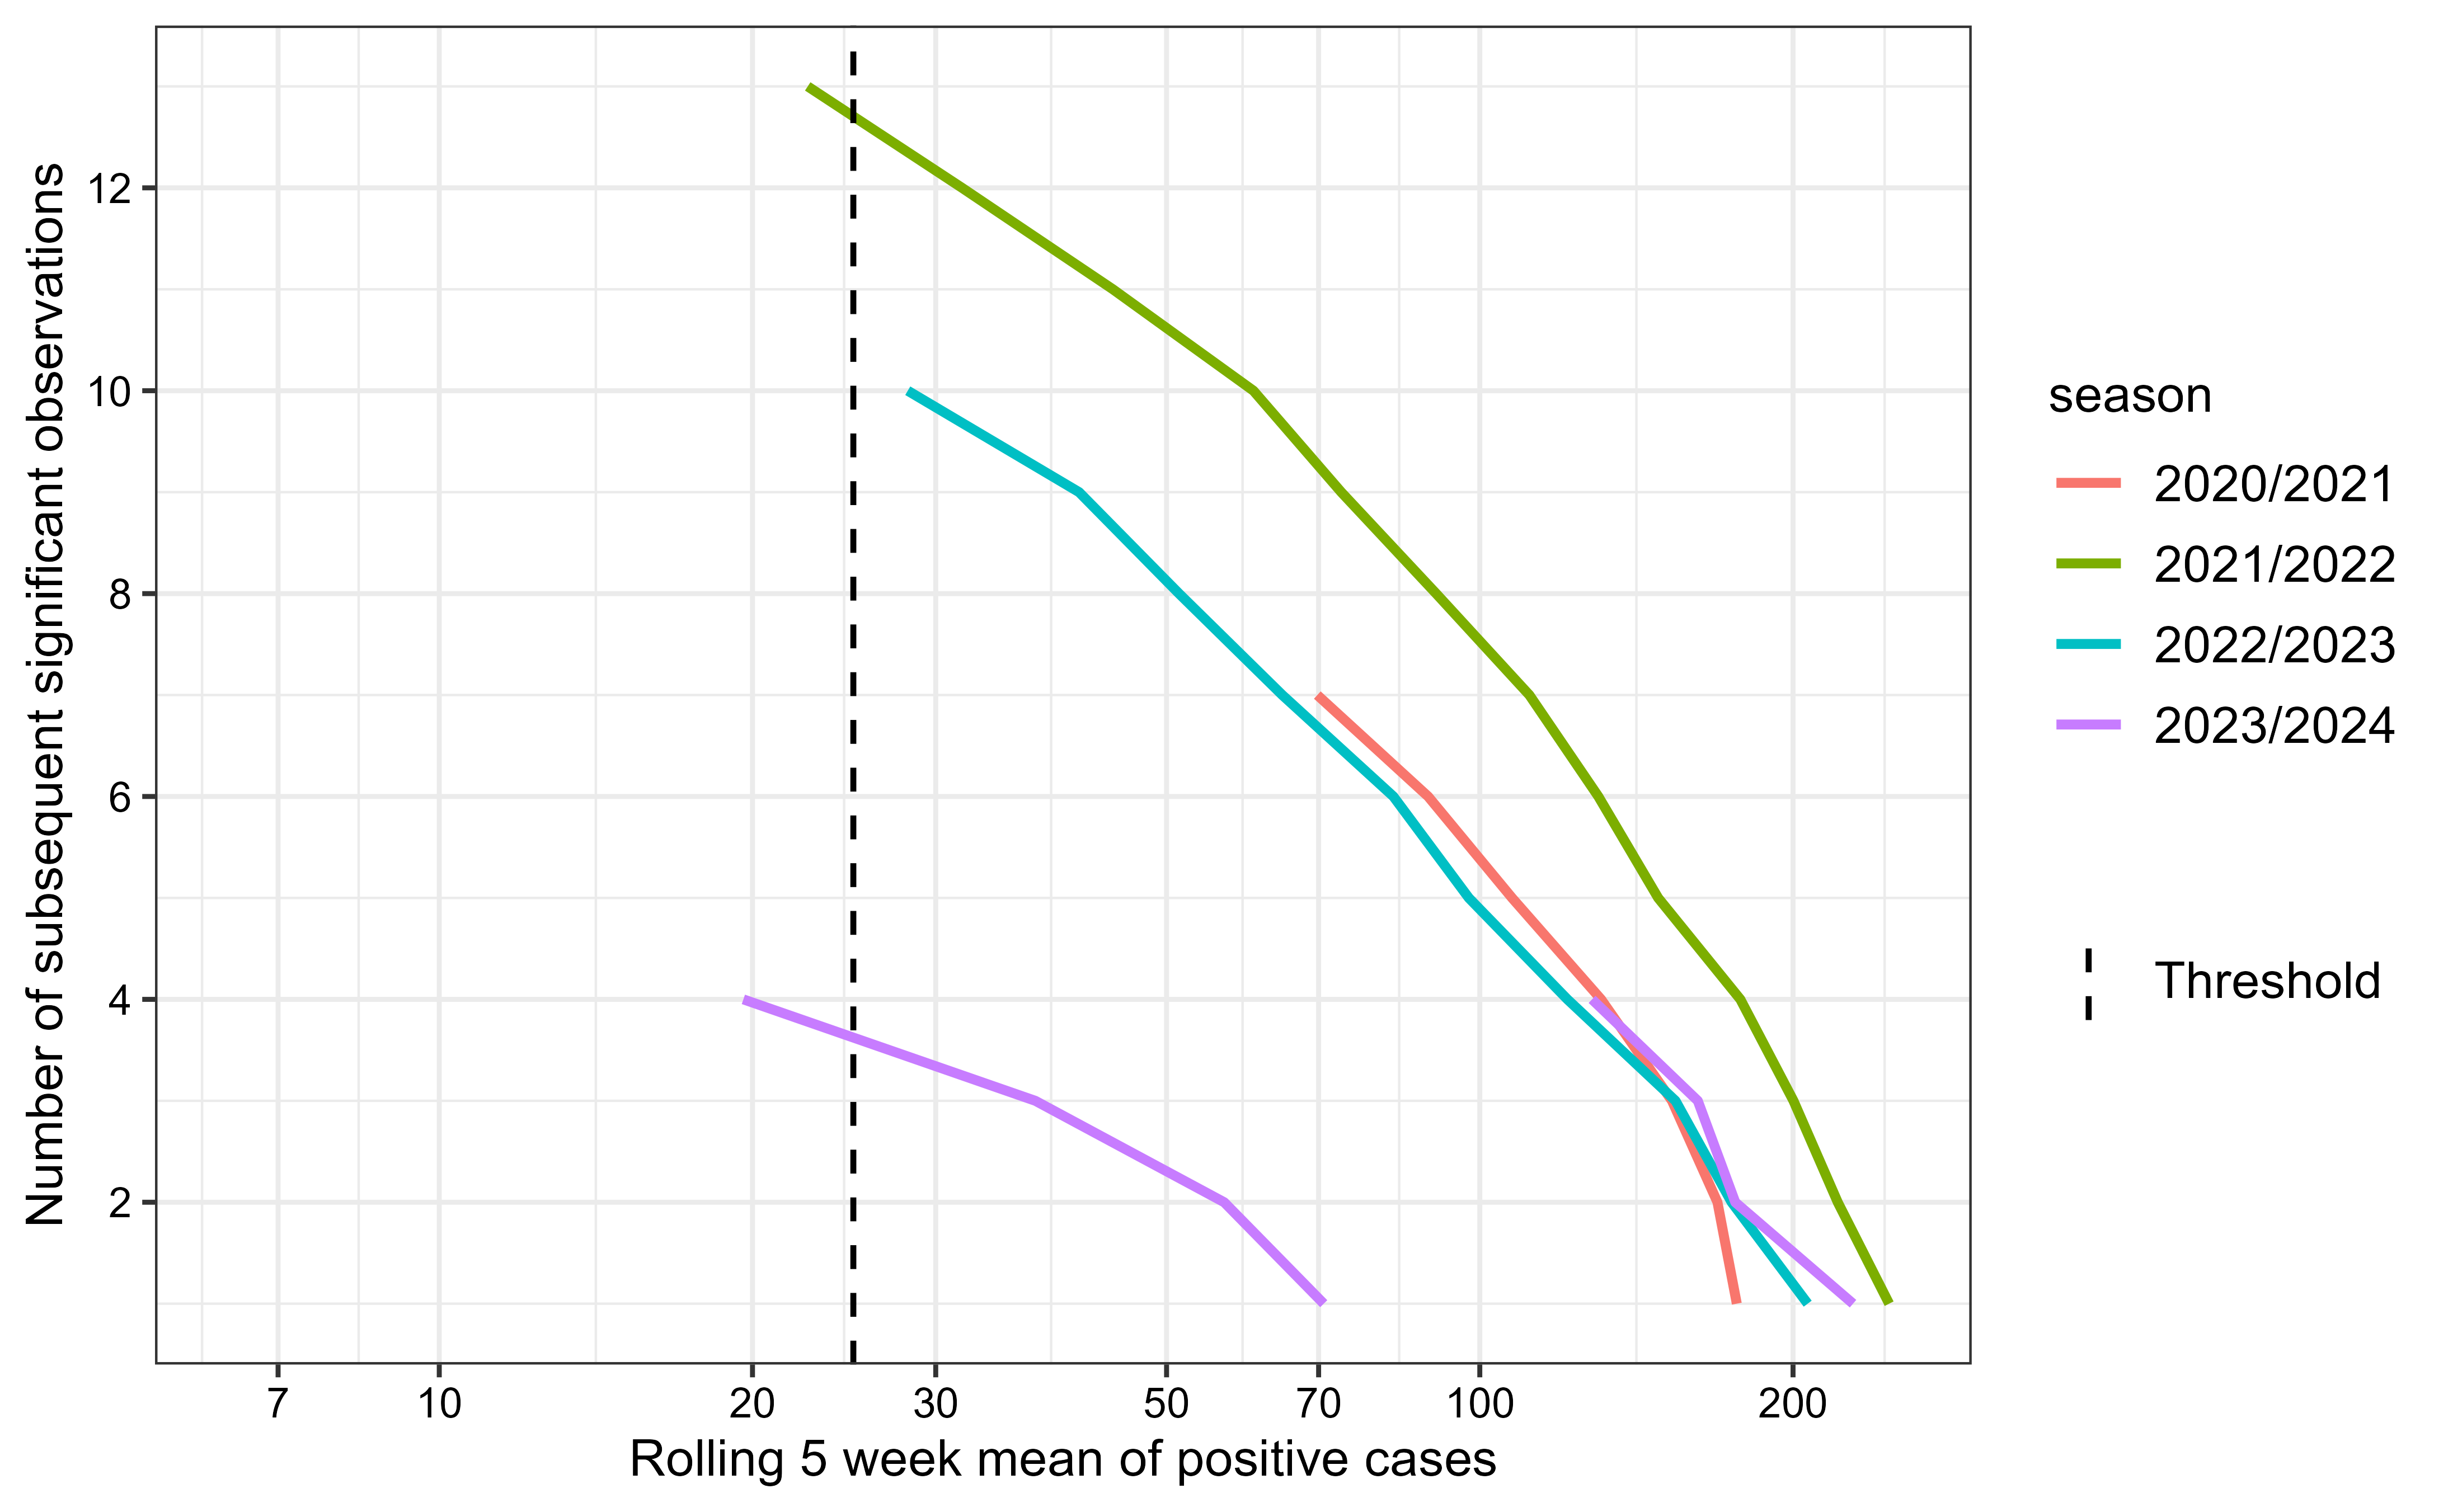 Number of subsequent significant observations
12
10
8
6
4
2
7 10 20 30 50 70 100 200
Rolling 5 week mean of positive cases
season
2020/2021
2021/2022
2022/2023
2023/2024
Threshold